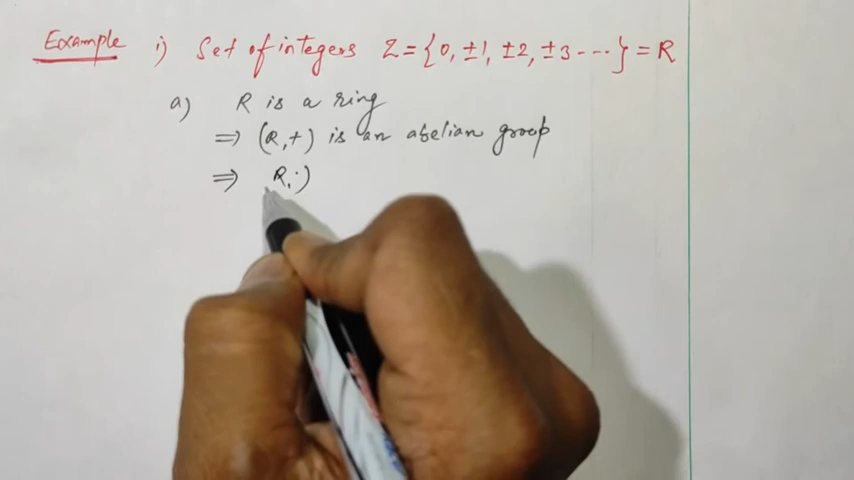 Example i) Set of integers Z = {0, ±1, ±2, ±3 ----} = R
a) R is a ring
⇒ (R,+) is an abelian group
⇒ R,·)